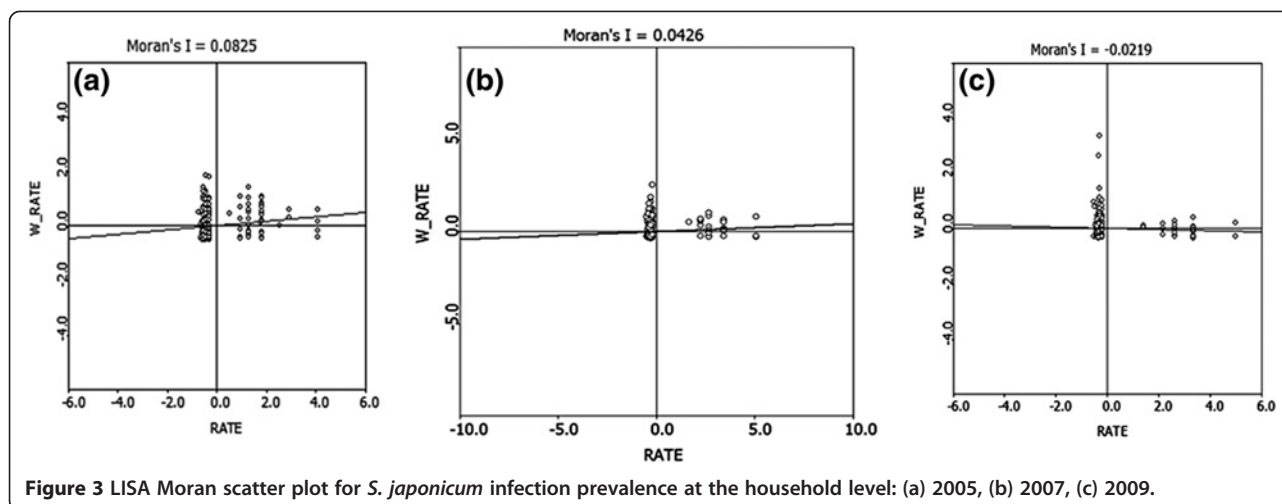 Moran's I = 0.0825
(a)
W_RATE
4.0
2.0
0.0
-2.0
-4.0
-6.0 -4.0 -2.0 0.0 2.0 4.0 6.0
RATE
Moran's I = 0.0426
(b)
W_RATE
5.0
0.0
-5.0
-10.0 -5.0 0.0 5.0 10.0
RATE
Moran's I = -0.0219
(c)
W_RATE
4.0
2.0
0.0
-2.0
-4.0
-6.0 -4.0 -2.0 0.0 2.0 4.0 6.0
RATE
Figure 3 LISA Moran scatter plot for S. japonicum infection prevalence at the household level: (a) 2005, (b) 2007, (c) 2009.